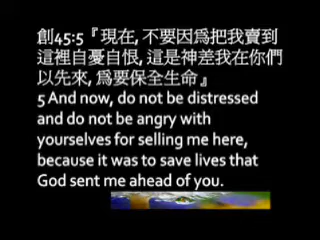 創45:5『現在, 不要因爲把我賣到
這裡自憂自恨, 這是神差我在你們
以先來, 爲要保全生命』
5 And now, do not be distressed
and do not be angry with
yourselves for selling me here,
because it was to save lives that
God sent me ahead of you.